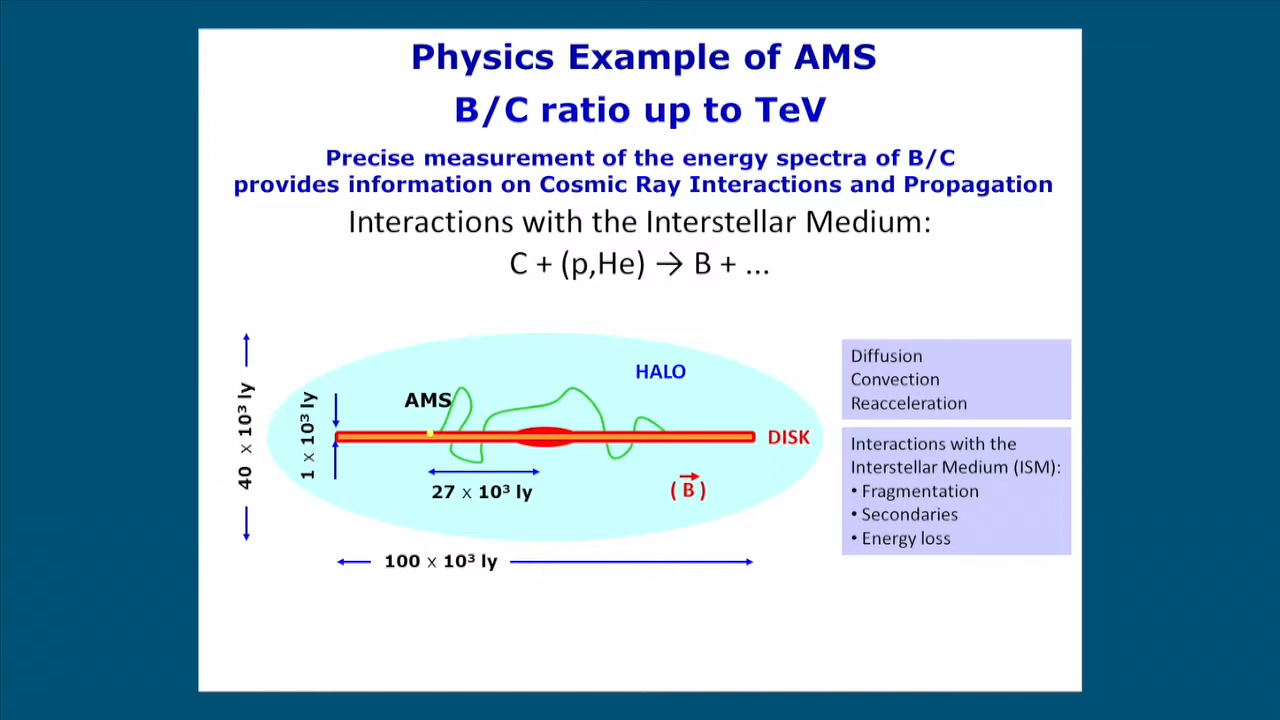 Physics Example of AMS
B/C ratio up to TeV
Precise measurement of the energy spectra of B/C
provides information on Cosmic Ray Interactions and Propagation
Interactions with the Interstellar Medium:
C + (p,He) → B + ...
HALO
AMS
DISK
40 x 10³ ly
1 x 10³ ly
27 x 10³ ly
( B⃗ )
100 x 10³ ly
Diffusion
Convection
Reacceleration
Interactions with the
Interstellar Medium (ISM):
• Fragmentation
• Secondaries
• Energy loss